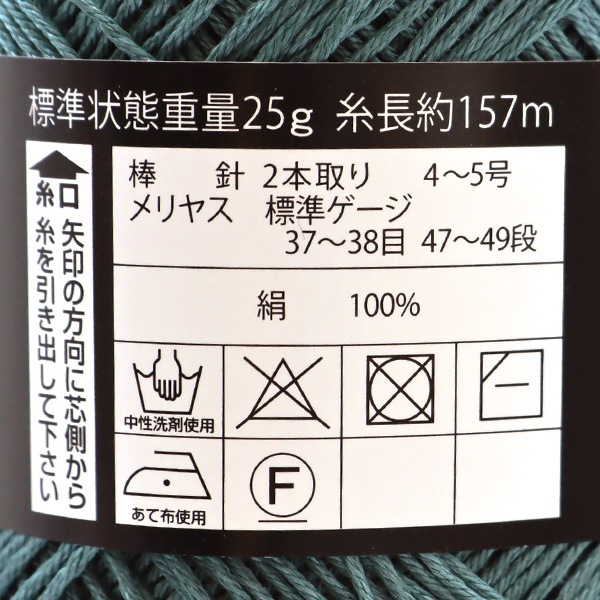 標準状態重量25g 糸長約157m
糸口 矢印の方向に芯側から
糸を引き出して下さい
棒 針 2本取り 4〜5号
メリヤス 標準ゲージ
37〜38目 47〜49段
絹 100%
中性洗剤使用
あて布使用
F